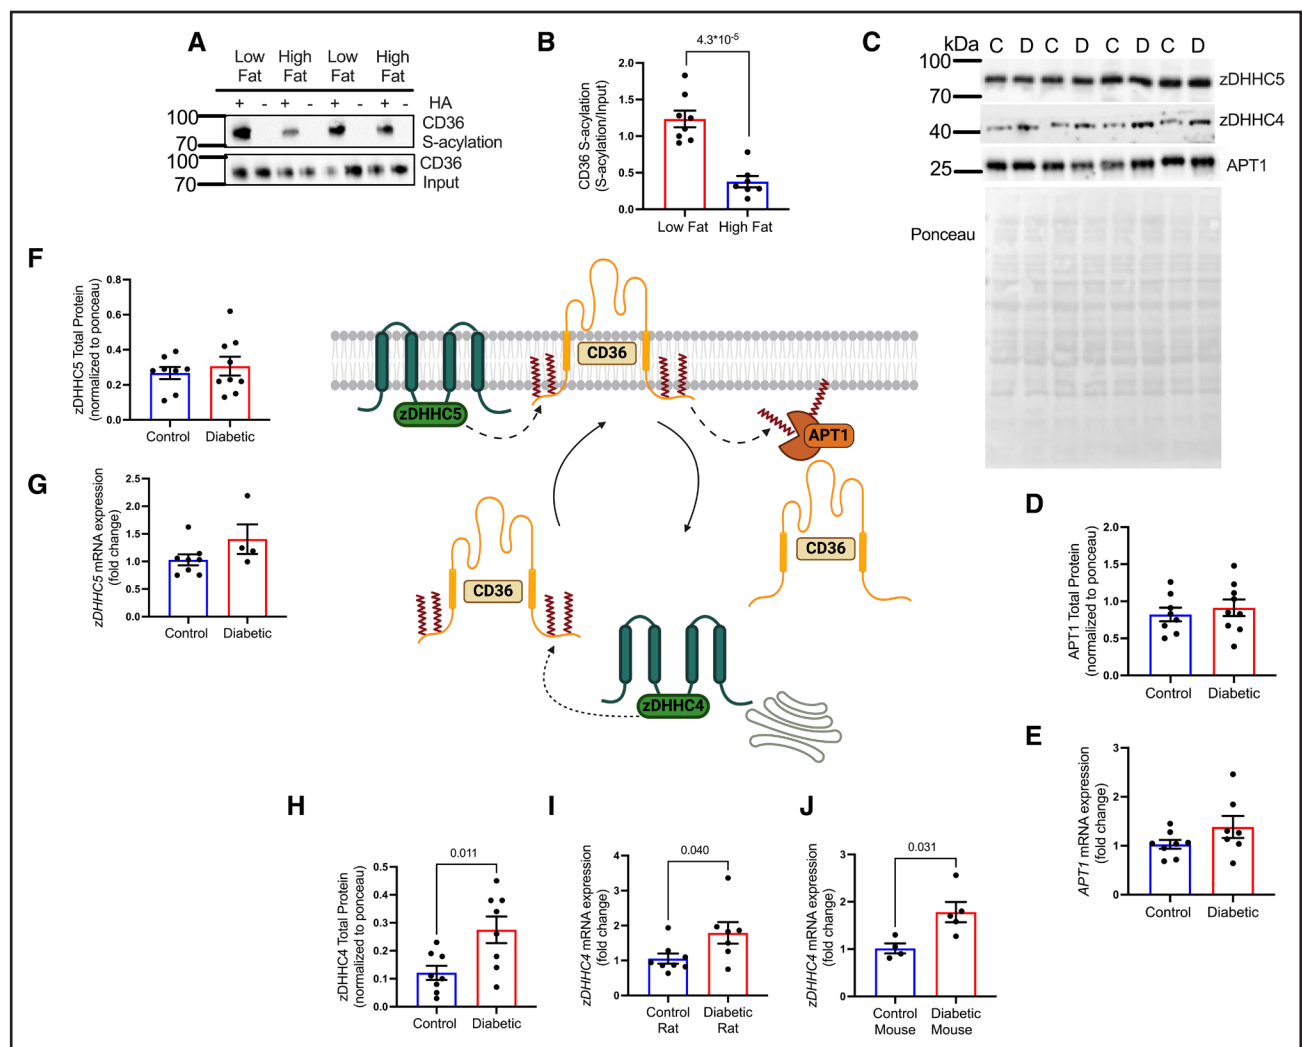 A
Low Fat
High Fat
Low Fat
High Fat
+ - + - + - + - HA
100
70
CD36
S-acylation
100
70
CD36
Input
B
4.3*10-5
CD36 S-acylation
(S-acylation/Input)
2.0
1.5
1.0
0.5
0.0
Low Fat High Fat
C
kDa C D C D C D C D
100
70
zDHHC5
40
zDHHC4
25
APT1
Ponceau
F
zDHHC5 Total Protein
(normalized to ponceau)
0.8
0.6
0.4
0.2
0.0
Control Diabetic
G
zDHHC5 mRNA expression
(fold change)
2.5
2.0
1.5
1.0
0.5
0.0
Control Diabetic
CD36
zDHHC5
APT1
CD36
CD36
zDHHC4
D
APT1 Total Protein
(normalized to ponceau)
2.0
1.5
1.0
0.5
0.0
Control Diabetic
E
APT1 mRNA expression
(fold change)
3
2
1
0
Control Diabetic
H
0.011
zDHHC4 Total Protein
(normalized to ponceau)
0.5
0.4
0.3
0.2
0.1
0.0
Control Diabetic
I
0.040
zDHHC4 mRNA expression
(fold change)
4
3
2
1
0
Control Rat
Diabetic Rat
J
0.031
zDHHC4 mRNA expression
(fold change)
3
2
1
0
Control Mouse
Diabetic Mouse